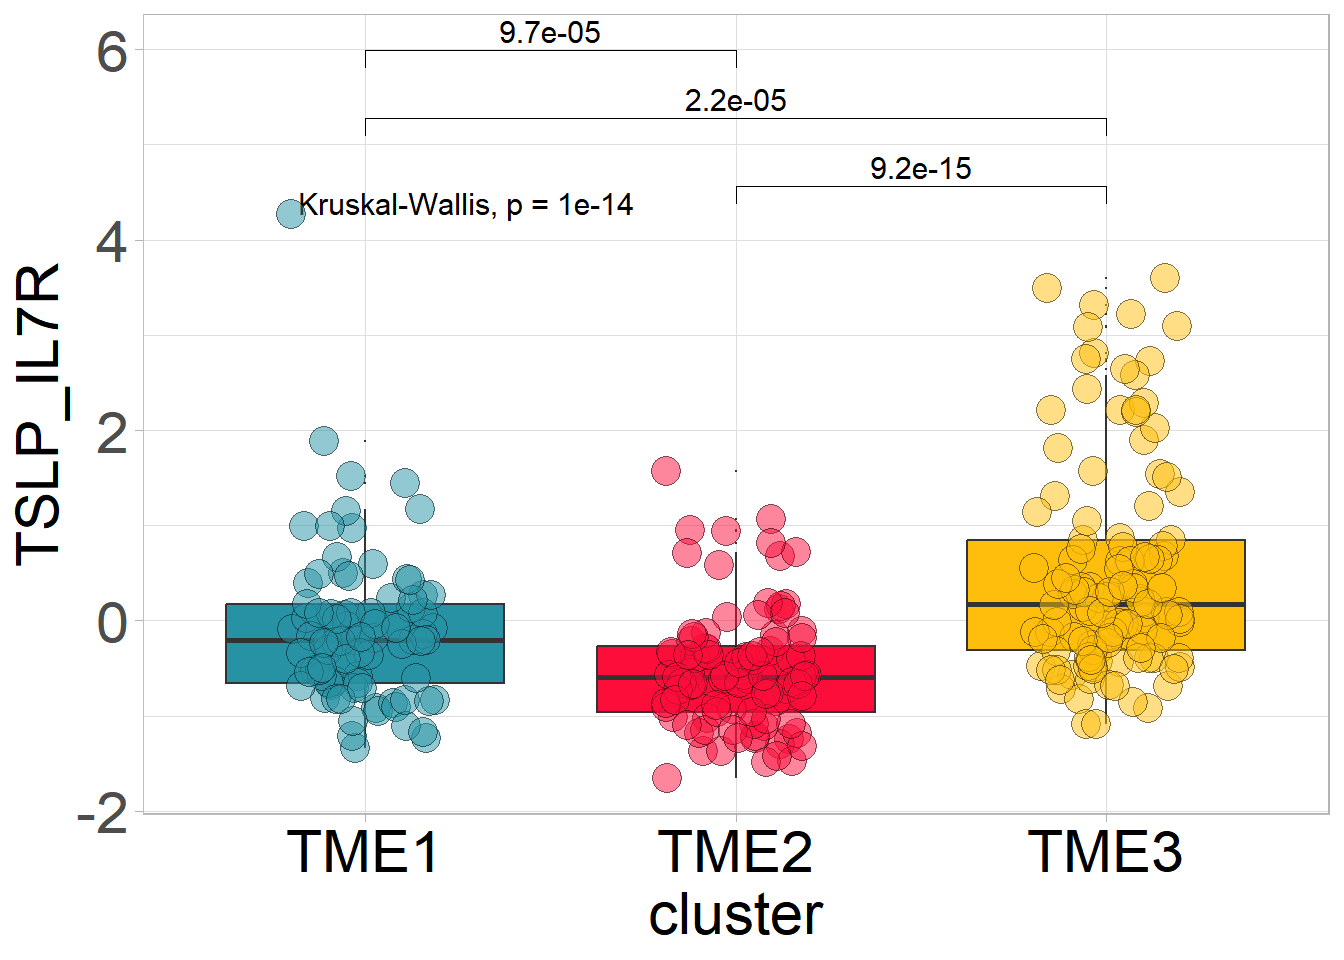 9.7e-05
2.2e-05
9.2e-15
Kruskal-Wallis, p = 1e-14
6
4
2
0
-2
TSLP_IL7R
TME1 TME2 TME3
cluster